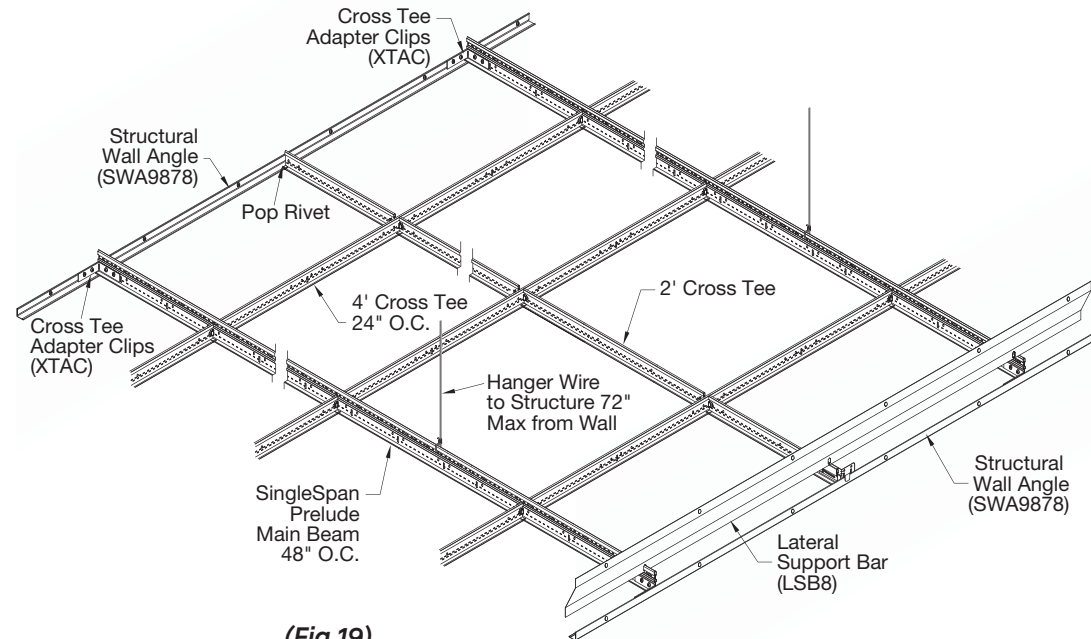 Cross Tee
Adapter Clips
(XTAC)
Structural
Wall Angle
(SWA9878)
Pop Rivet
4' Cross Tee
24" O.C.
2' Cross Tee
Cross Tee
Adapter Clips
(XTAC)
Hanger Wire
to Structure 72"
Max from Wall
SingleSpan
Prelude
Main Beam
48" O.C.
Structural
Wall Angle
(SWA9878)
Lateral
Support Bar
(LSB8)
(Fig 19)